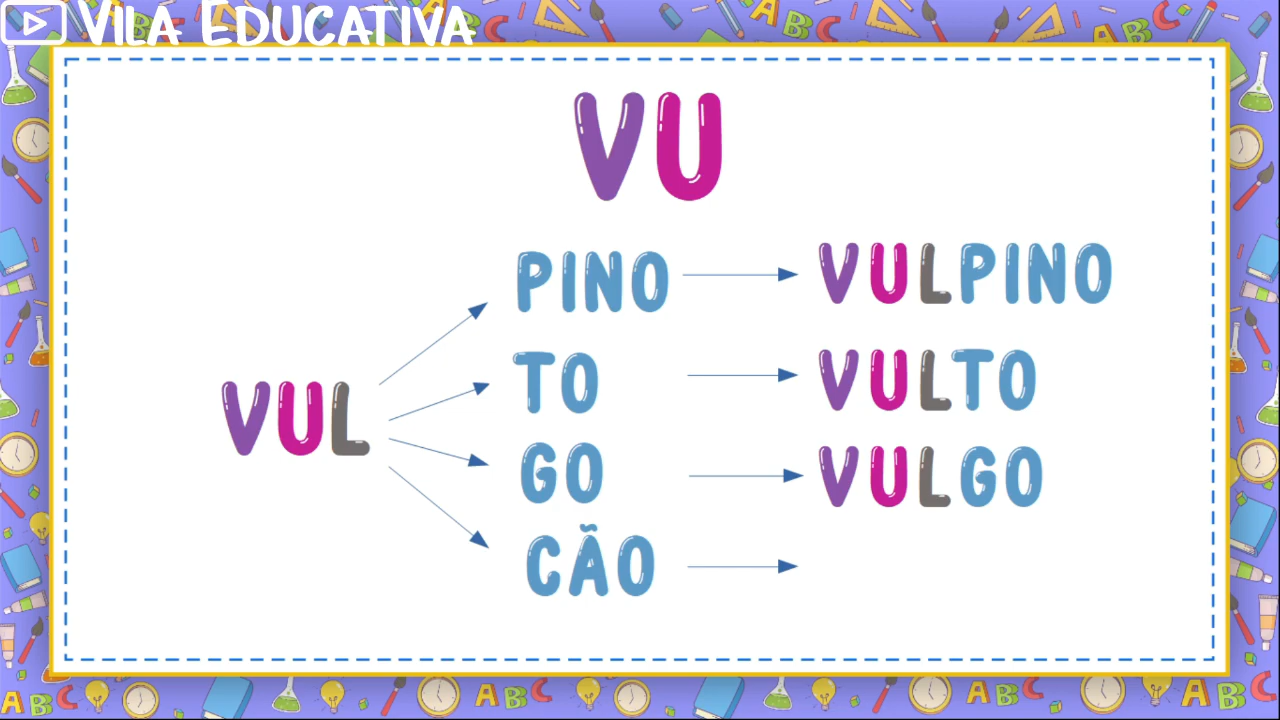 VILA EDUCATIVA
VU
PINO VULPINO
TO VULTO
VUL
GO VULGO
CÃO